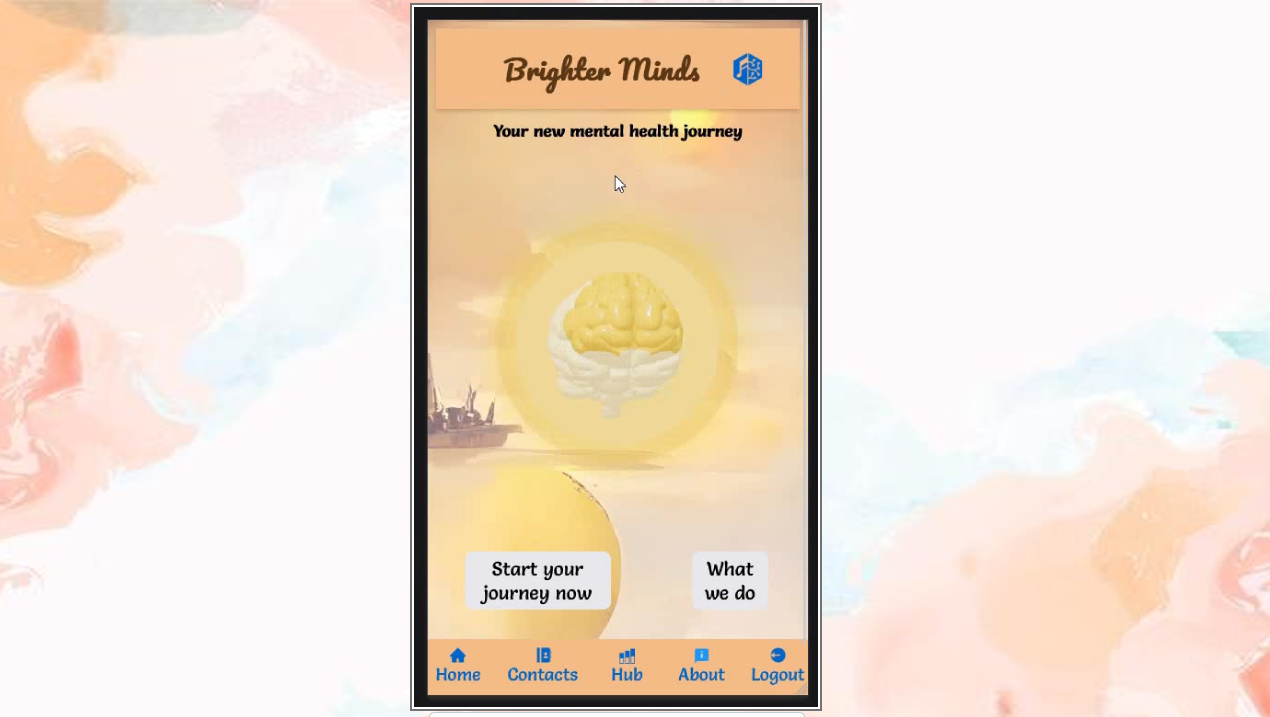 Brighter Minds
Your new mental health journey
Start your
journey now
What
we do
Home Contacts Hub About Logout